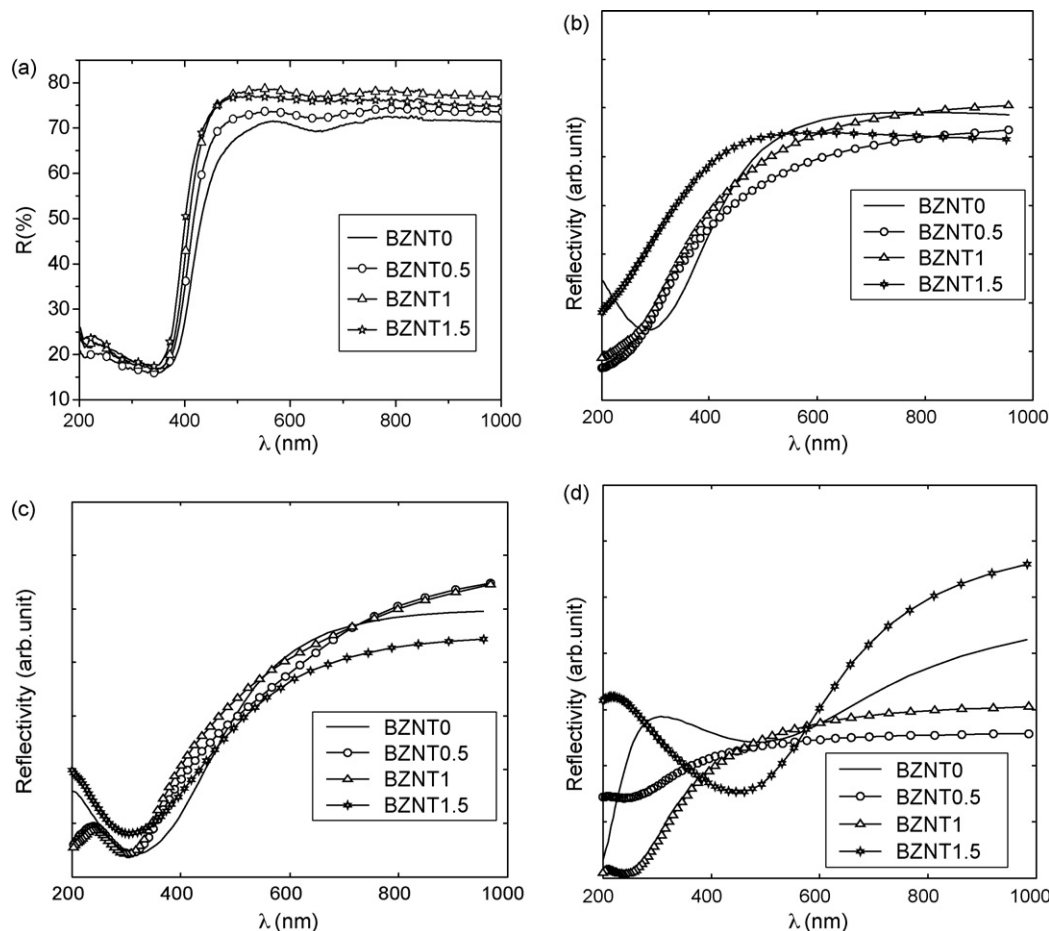 (a)
R(%)
80
70
60
50
40
30
20
10
BZNT0
BZNT0.5
BZNT1
BZNT1.5
200 400 600 800 1000
λ (nm)
(b)
Reflectivity (arb.unit)
BZNT0
BZNT0.5
BZNT1
BZNT1.5
200 400 600 800 1000
λ (nm)
(c)
Reflectivity (arb.unit)
BZNT0
BZNT0.5
BZNT1
BZNT1.5
200 400 600 800 1000
λ (nm)
(d)
Reflectivity (arb.unit)
BZNT0
BZNT0.5
BZNT1
BZNT1.5
200 400 600 800 1000
λ (nm)